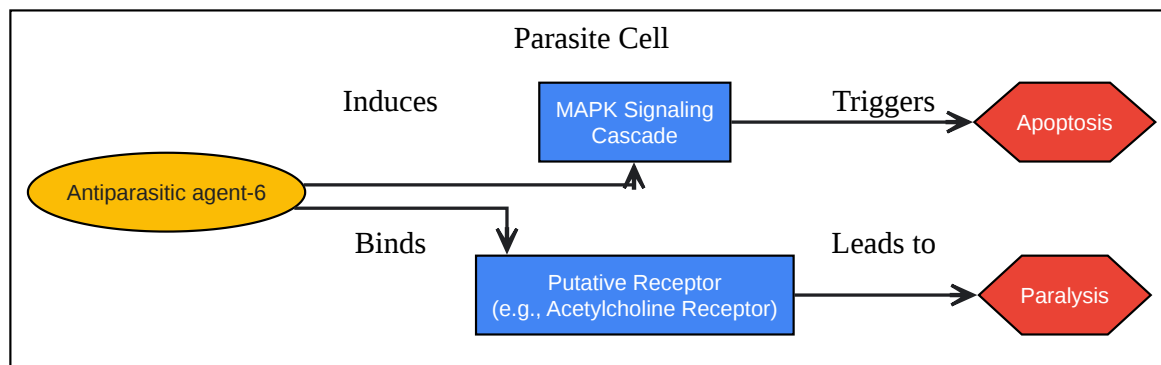 Parasite Cell
Induces
MAPK Signaling
Cascade
Triggers
Apoptosis
Antiparasitic agent-6
Binds
Putative Receptor
(e.g., Acetylcholine Receptor)
Leads to
Paralysis